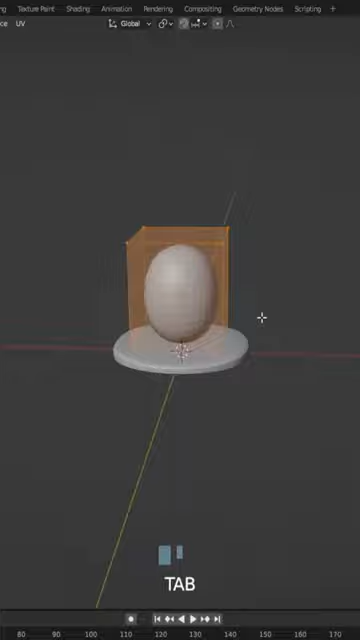 Texture Paint Shading Animation Rendering Compositing Geometry Nodes Scripting +
ce UV Global
TAB
80 90 100 110 120 130 140 150 160 170